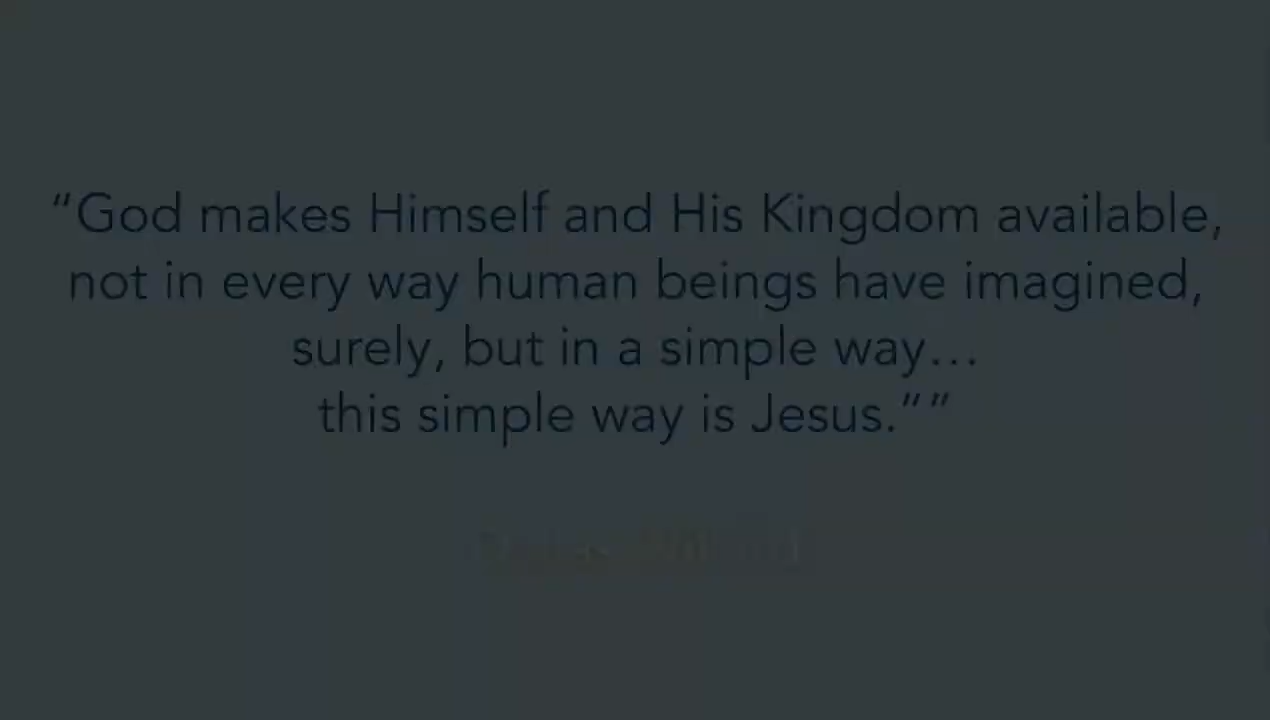 “God makes Himself and His Kingdom available,
not in every way human beings have imagined,
surely, but in a simple way…
this simple way is Jesus.””